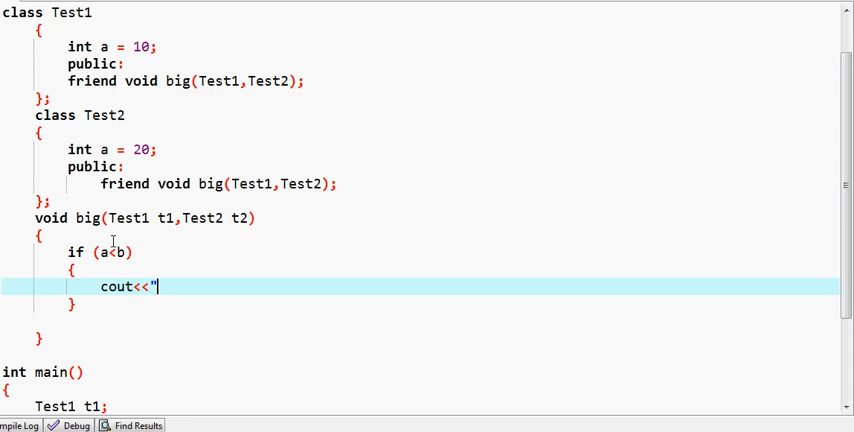 class Test1
{
int a = 10;
public:
friend void big(Test1,Test2);
};
class Test2
{
int a = 20;
public:
friend void big(Test1,Test2);
};
void big(Test1 t1,Test2 t2)
{
if (a<b)
{
cout<<"
}
}
int main()
{
Test1 t1;
mpile Log Debug Find Results